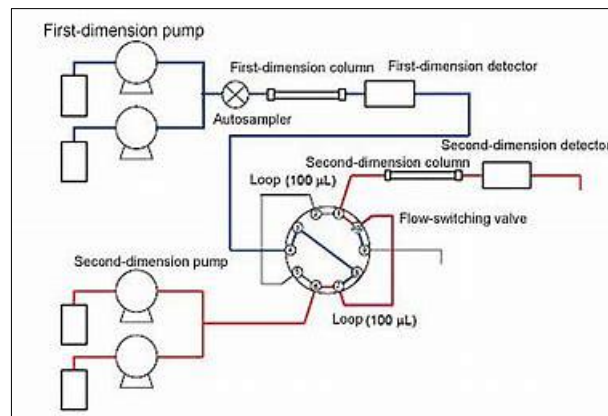 First-dimension pump
First-dimension column
First-dimension detector
Autosampler
Second-dimension detector
Second-dimension column
Loop (100 µL)
Flow-switching valve
Second-dimension pump
Loop (100 µL)